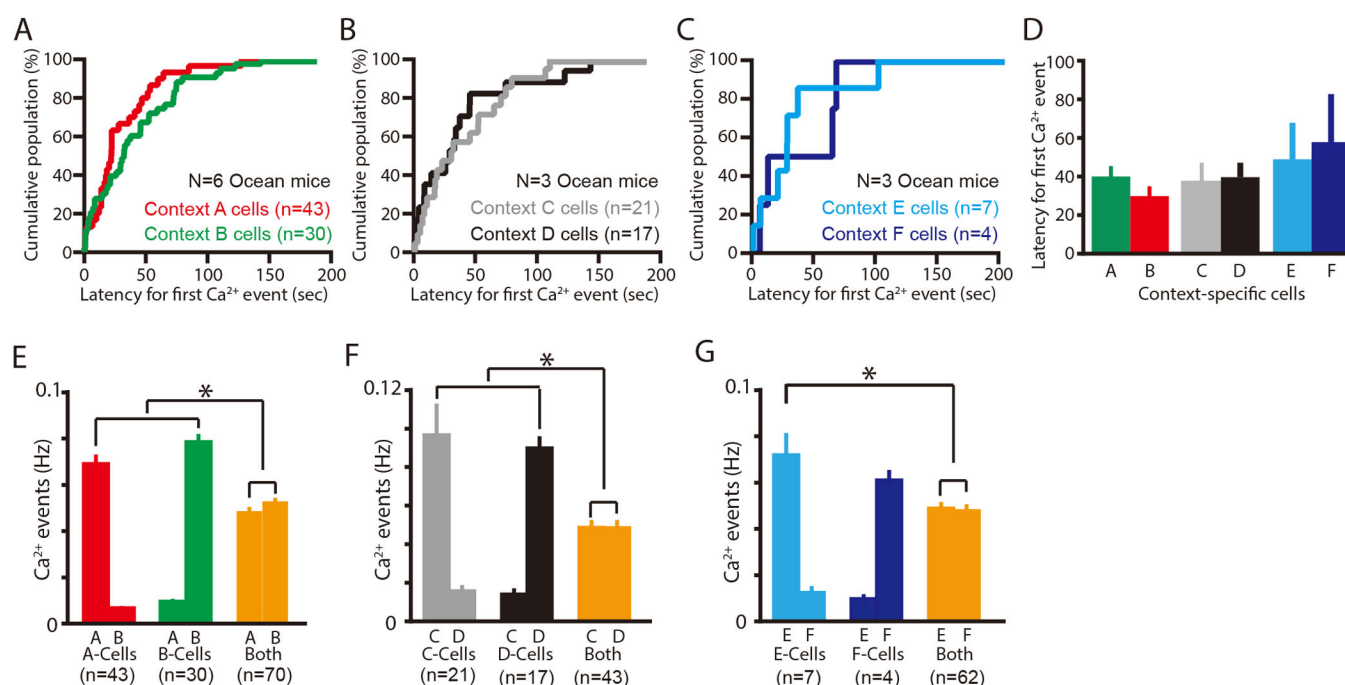 A
Cumulative population (%)
100
80
60
40
20
0
N=6 Ocean mice
Context A cells (n=43)
Context B cells (n=30)
0 50 100 150 200
Latency for first Ca²⁺ event (sec)
B
Cumulative population (%)
100
80
60
40
20
0
N=3 Ocean mice
Context C cells (n=21)
Context D cells (n=17)
0 50 100 150 200
Latency for first Ca²⁺ event (sec)
C
Cumulative population (%)
100
80
60
40
20
0
N=3 Ocean mice
Context E cells (n=7)
Context F cells (n=4)
0 50 100 150 200
Latency for first Ca²⁺ event (sec)
D
Latency for first Ca²⁺ event
100
80
60
40
20
0
A B C D E F
Context-specific cells
E
Ca²⁺ events (Hz)
0.1
0
*
A B A B A B
A-Cells B-Cells Both
(n=43) (n=30) (n=70)
F
Ca²⁺ events (Hz)
0.12
0
*
C D C D C D
C-Cells D-Cells Both
(n=21) (n=17) (n=43)
G
Ca²⁺ events (Hz)
0.1
0
*
E F E F E F
E-Cells F-Cells Both
(n=7) (n=4) (n=62)